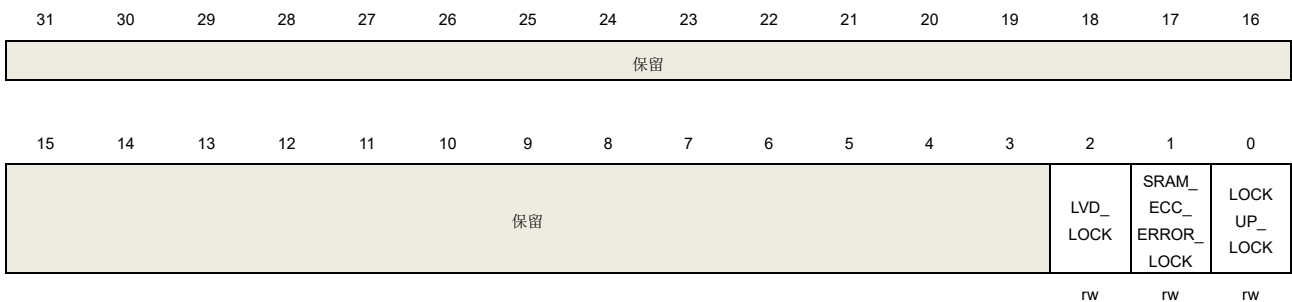 31 30 29 28 27 26 25 24 23 22 21 20 19 18 17 16
保留
15 14 13 12 11 10 9 8 7 6 5 4 3 2 1 0
保留
LVD_
LOCK
SRAM_
ECC_
ERROR_
LOCK
LOCK
UP_
LOCK
rw rw rw